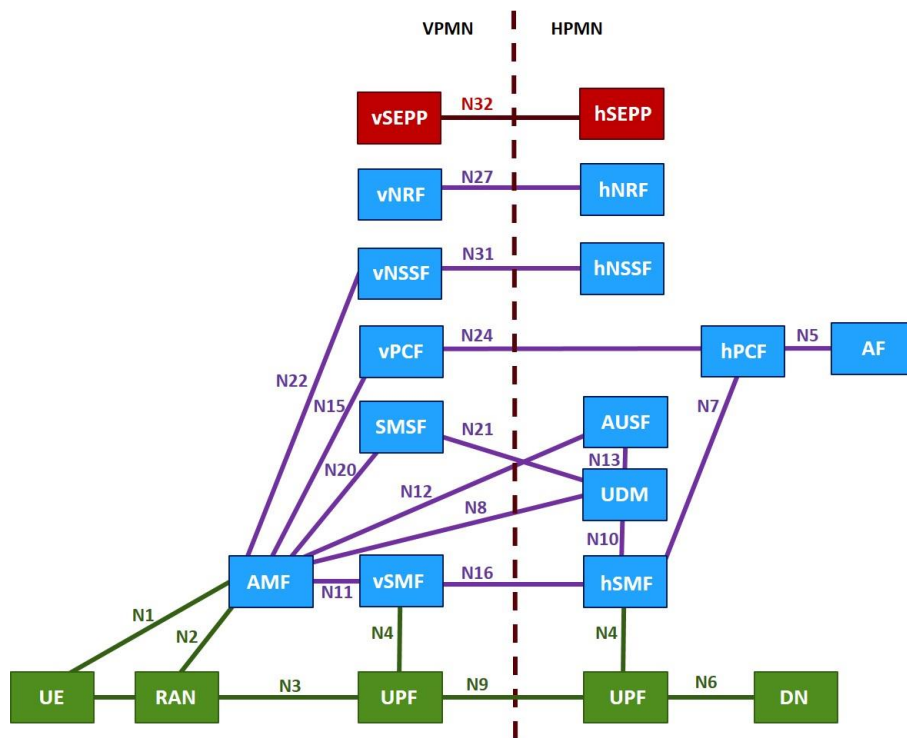 VPMN
HPMN
vSEPP
N32
hSEPP
vNRF
N27
hNRF
vNSSF
N31
hNSSF
vPCF
N24
hPCF
N5
AF
N22
N15
SMSF
N21
AUSF
N7
N20
N12
N13
UDM
N8
N10
AMF
N11
vSMF
N16
hSMF
N1
N2
N4
N4
UE
RAN
N3
UPF
N9
UPF
N6
DN